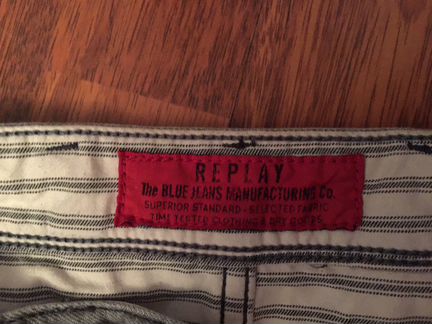 REPLAY
The BLUE JEANS MANUFACTURING Co.
SUPERIOR STANDARD - SELECTED FABRIC
TIME TESTED CLOTHING & DRY GOODS